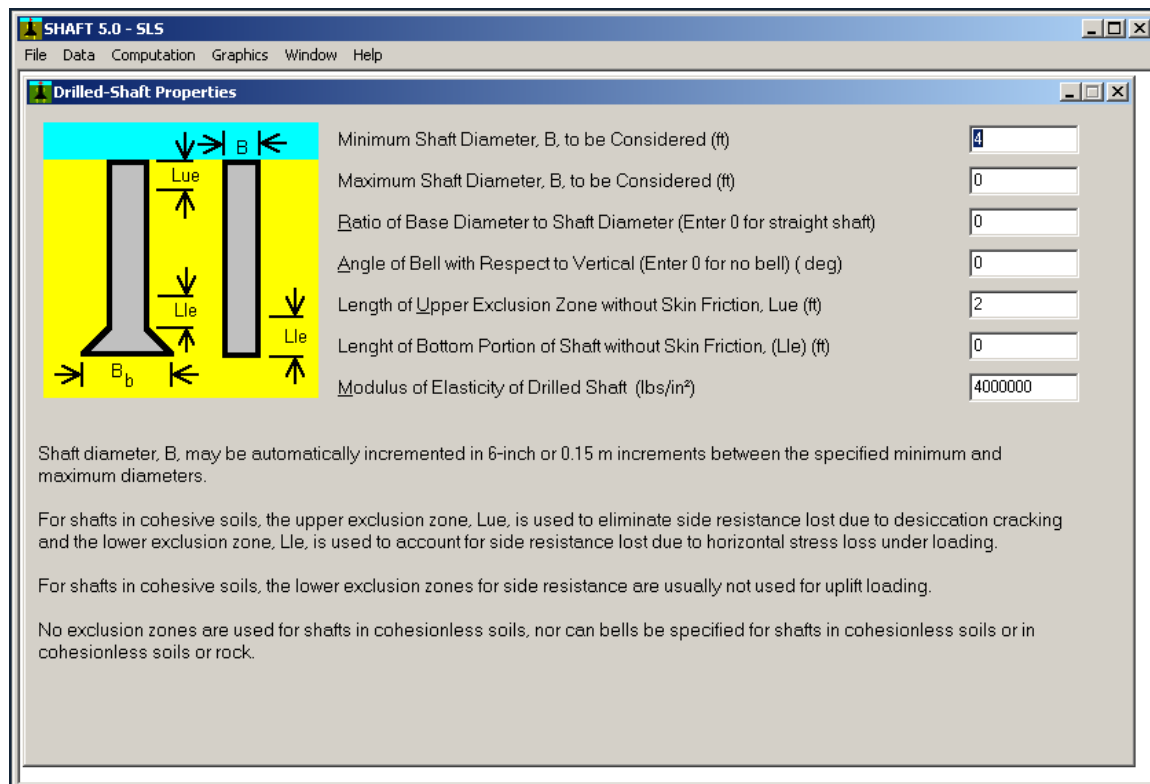 SHAFT 5.0 - SLS
File Data Computation Graphics Window Help
Drilled-Shaft Properties
B
Lue
Lle
Lle
Bb
Minimum Shaft Diameter, B, to be Considered (ft)
4
Maximum Shaft Diameter, B, to be Considered (ft)
0
Ratio of Base Diameter to Shaft Diameter (Enter 0 for straight shaft)
0
Angle of Bell with Respect to Vertical (Enter 0 for no bell) ( deg)
0
Length of Upper Exclusion Zone without Skin Friction, Lue (ft)
2
Lenght of Bottom Portion of Shaft without Skin Friction, (Lle) (ft)
0
Modulus of Elasticity of Drilled Shaft (lbs/in²)
4000000
Shaft diameter, B, may be automatically incremented in 6-inch or 0.15 m increments between the specified minimum and
maximum diameters.
For shafts in cohesive soils, the upper exclusion zone, Lue, is used to eliminate side resistance lost due to desiccation cracking
and the lower exclusion zone, Lle, is used to account for side resistance lost due to horizontal stress loss under loading.
For shafts in cohesive soils, the lower exclusion zones for side resistance are usually not used for uplift loading.
No exclusion zones are used for shafts in cohesionless soils, nor can bells be specified for shafts in cohesionless soils or in
cohesionless soils or rock.